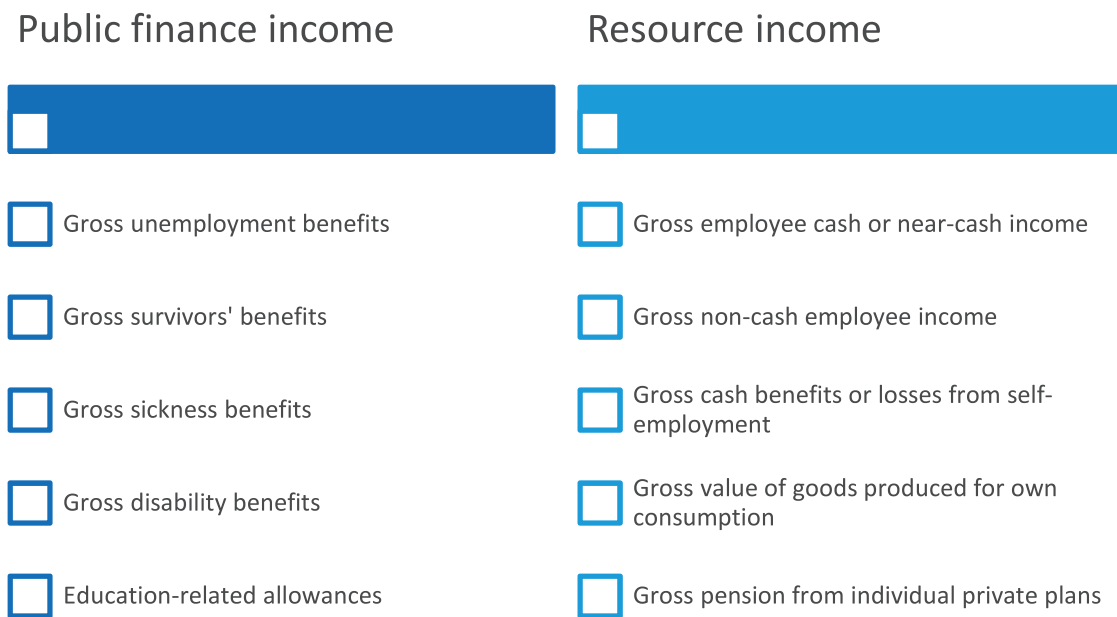 Public finance income
Gross unemployment benefits
Gross survivors' benefits
Gross sickness benefits
Gross disability benefits
Education-related allowances
Resource income
Gross employee cash or near-cash income
Gross non-cash employee income
Gross cash benefits or losses from self-
employment
Gross value of goods produced for own
consumption
Gross pension from individual private plans